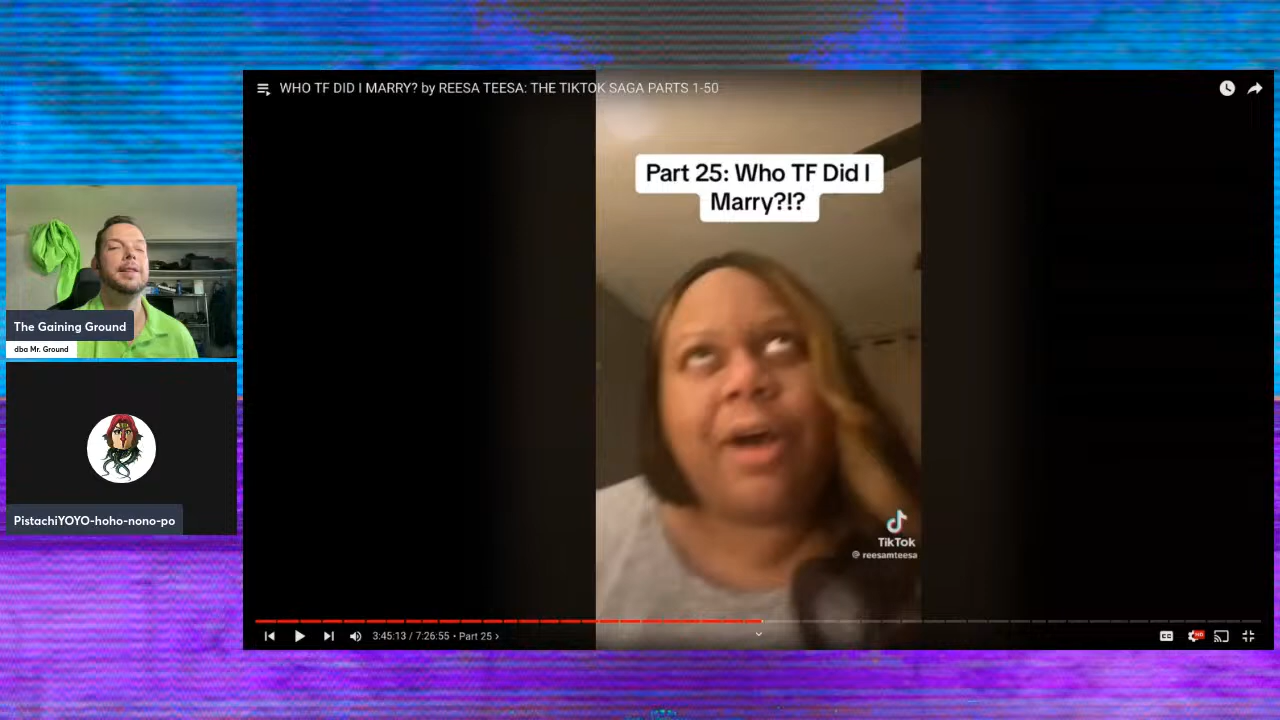 WHO TF DID I MARRY? by REESA TEESA: THE TIKTOK SAGA PARTS 1-50
Part 25: Who TF Did I
Marry?!?
The Gaining Ground
dba Mr. Ground
PistachiYOYO-hoho-nono-po
TikTok
@ reesamteesa
3:45:13 / 7:26:55 • Part 25 ›
CC
HD